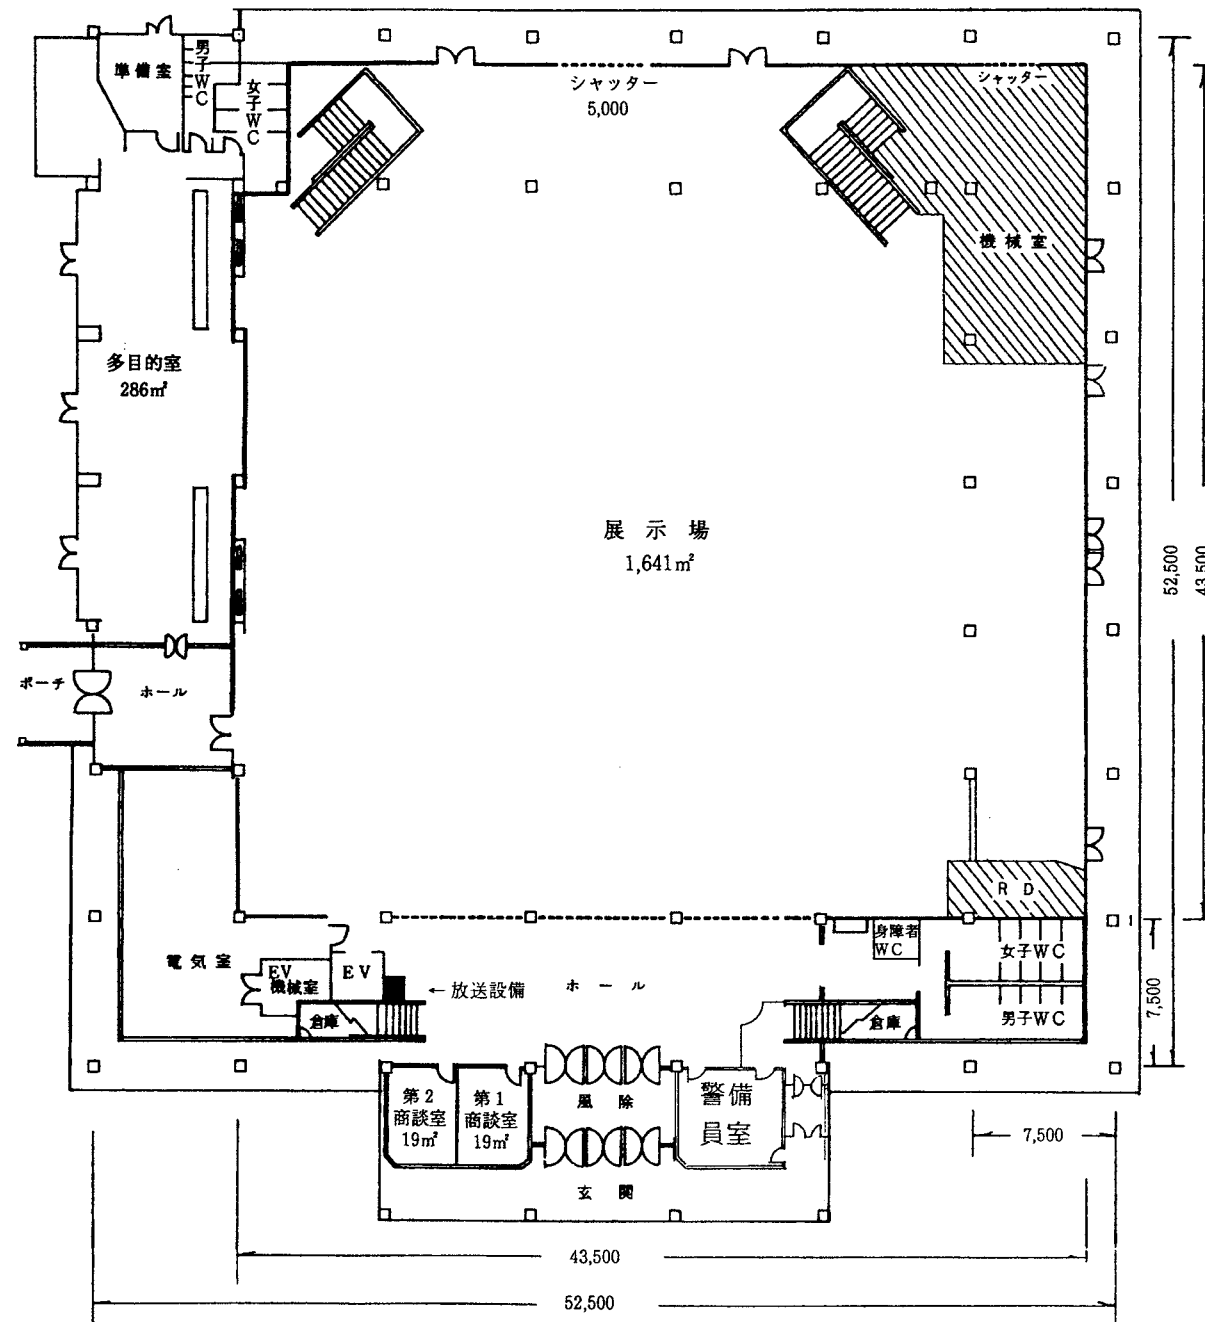 準備室
男子WC
女子WC
シャッター
5,000
シャッター
機械室
多目的室
286㎡
展示場
1,641㎡
52,500
43,500
ポーチ
ホール
RD
電気室
EV
機械室
EV
←放送設備
ホール
身障者
WC
女子WC
男子WC
倉庫
倉庫
7,500
第2
商談室
19㎡
第1
商談室
19㎡
風除
警備
員室
玄関
7,500
43,500
52,500